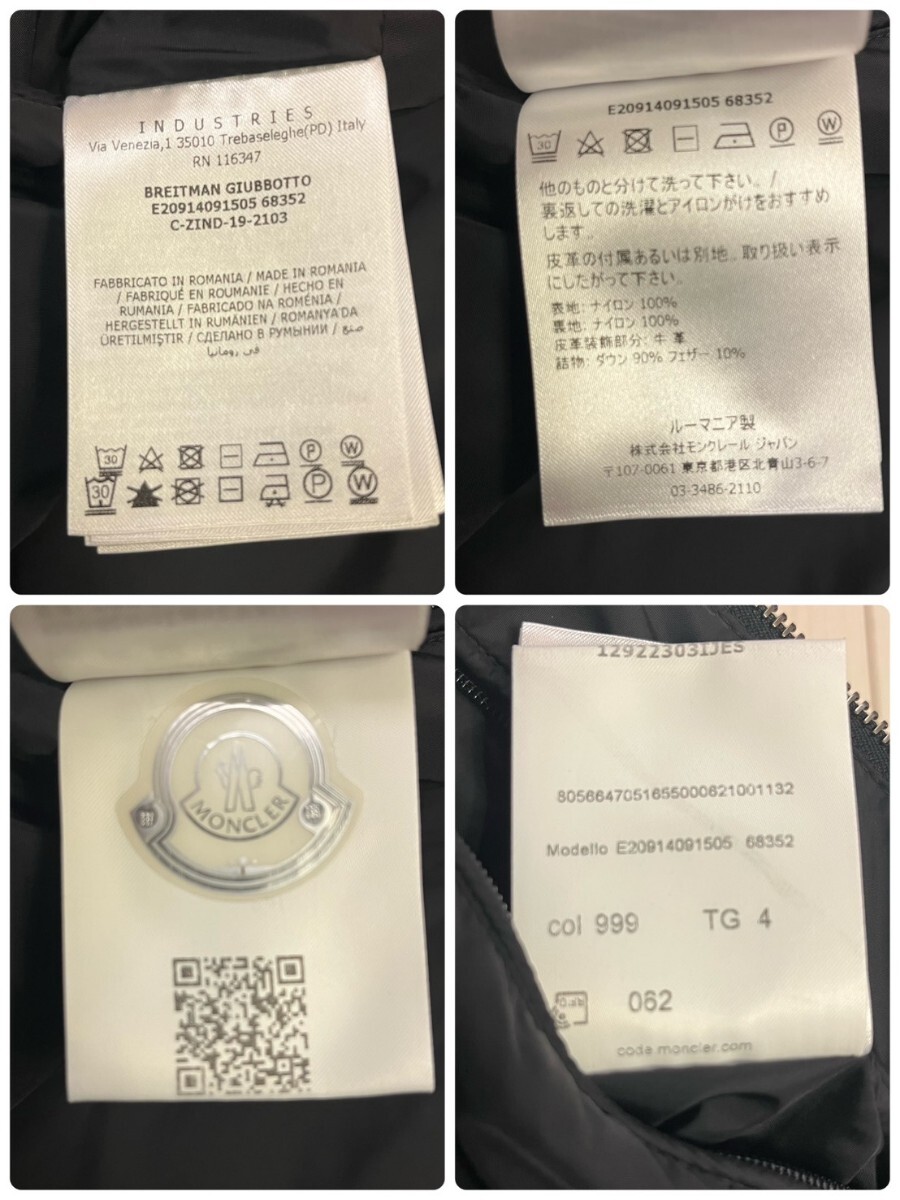 INDUSTRIES
Via Venezia,1 35010 Trebaseleghe(PD) Italy
RN 116347
BREITMAN GIUBBOTTO
E20914091505 68352
C-ZIND-19-2103
FABBRICATO IN ROMANIA / MADE IN ROMANIA
/ FABRIQUÉ EN ROUMANIE / HECHO EN
RUMANIA / FABRICADO NA ROMÉNIA /
HERGESTELLT IN RUMÄNIEN / ROMANYA'DA
ÜRETILMIŞTIR / СДЕЛАНО В РУМЫНИИ / صنع
في رومانيا
30 P W
30 P W
E20914091505 68352
30 P W
他のものと分けて洗って下さい。/
裏返しての洗濯とアイロンがけをおすすめ
します。
皮革の付属あるいは別地。取り扱い表示
にしたがって下さい。
表地: ナイロン 100%
裏地: ナイロン 100%
皮革装飾部分: 牛 革
詰物: ダウン 90% フェザー 10%
ルーマニア製
株式会社モンクレール ジャパン
〒107-0061 東京都港区北青山3-6-7
03-3486-2110
MONCLER
12922303IJES
8056647051655000621001132
Modello E20914091505 68352
col 999 TG 4
062
code.moncler.com